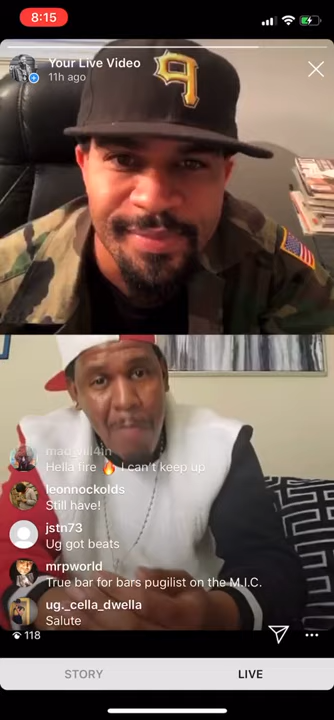 8:15
Your Live Video
11h ago
P
mad_vill4in
Hella fire 🔥 I can't keep up
leonnockolds
Still have!
jstn73
Ug got beats
mrpworld
True bar for bars pugilist on the M.I.C.
ug._cella_dwella
Salute
118
STORY
LIVE